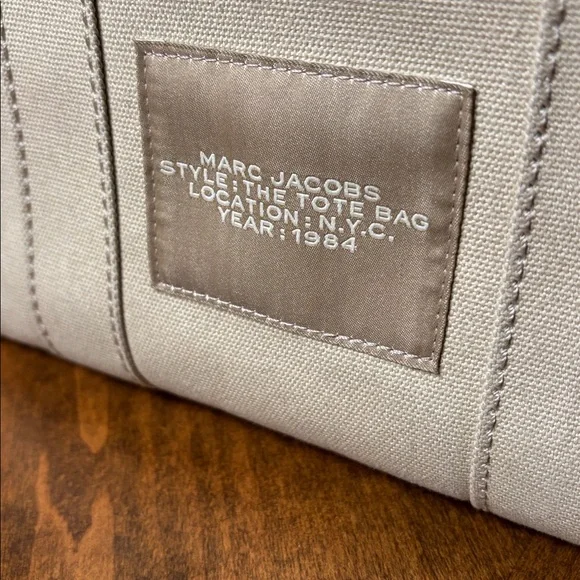 MARC JACOBS
STYLE:THE TOTE BAG
LOCATION: N.Y.C.
YEAR:1984